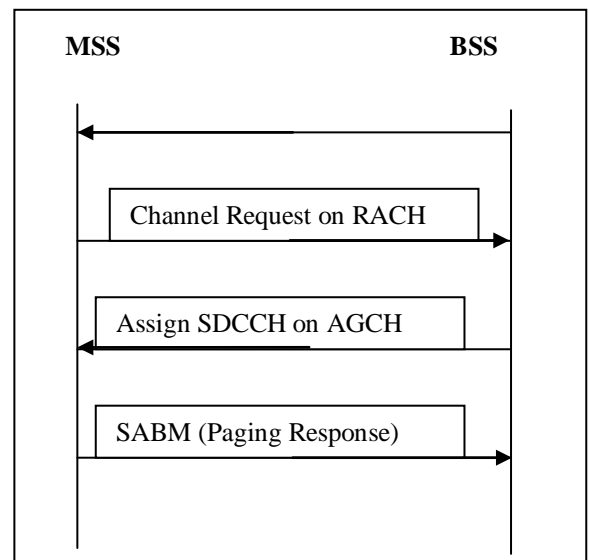 MSS BSS
Channel Request on RACH
Assign SDCCH on AGCH
SABM (Paging Response)